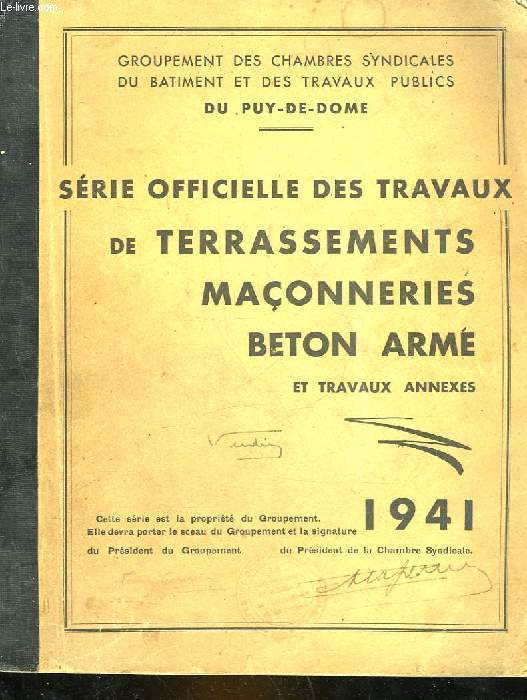 Le-livre.com
GROUPEMENT DES CHAMBRES SYNDICALES
DU BATIMENT ET DES TRAVAUX PUBLICS
DU PUY-DE-DOME
SÉRIE OFFICIELLE DES TRAVAUX
DE TERRASSEMENTS
MAÇONNERIES
BETON ARMÉ
ET TRAVAUX ANNEXES
1941
Cette série est la propriété du Groupement.
Elle devra porter le sceau du Groupement et la signature
du Président du Groupement du Président de la Chambre Syndicale.